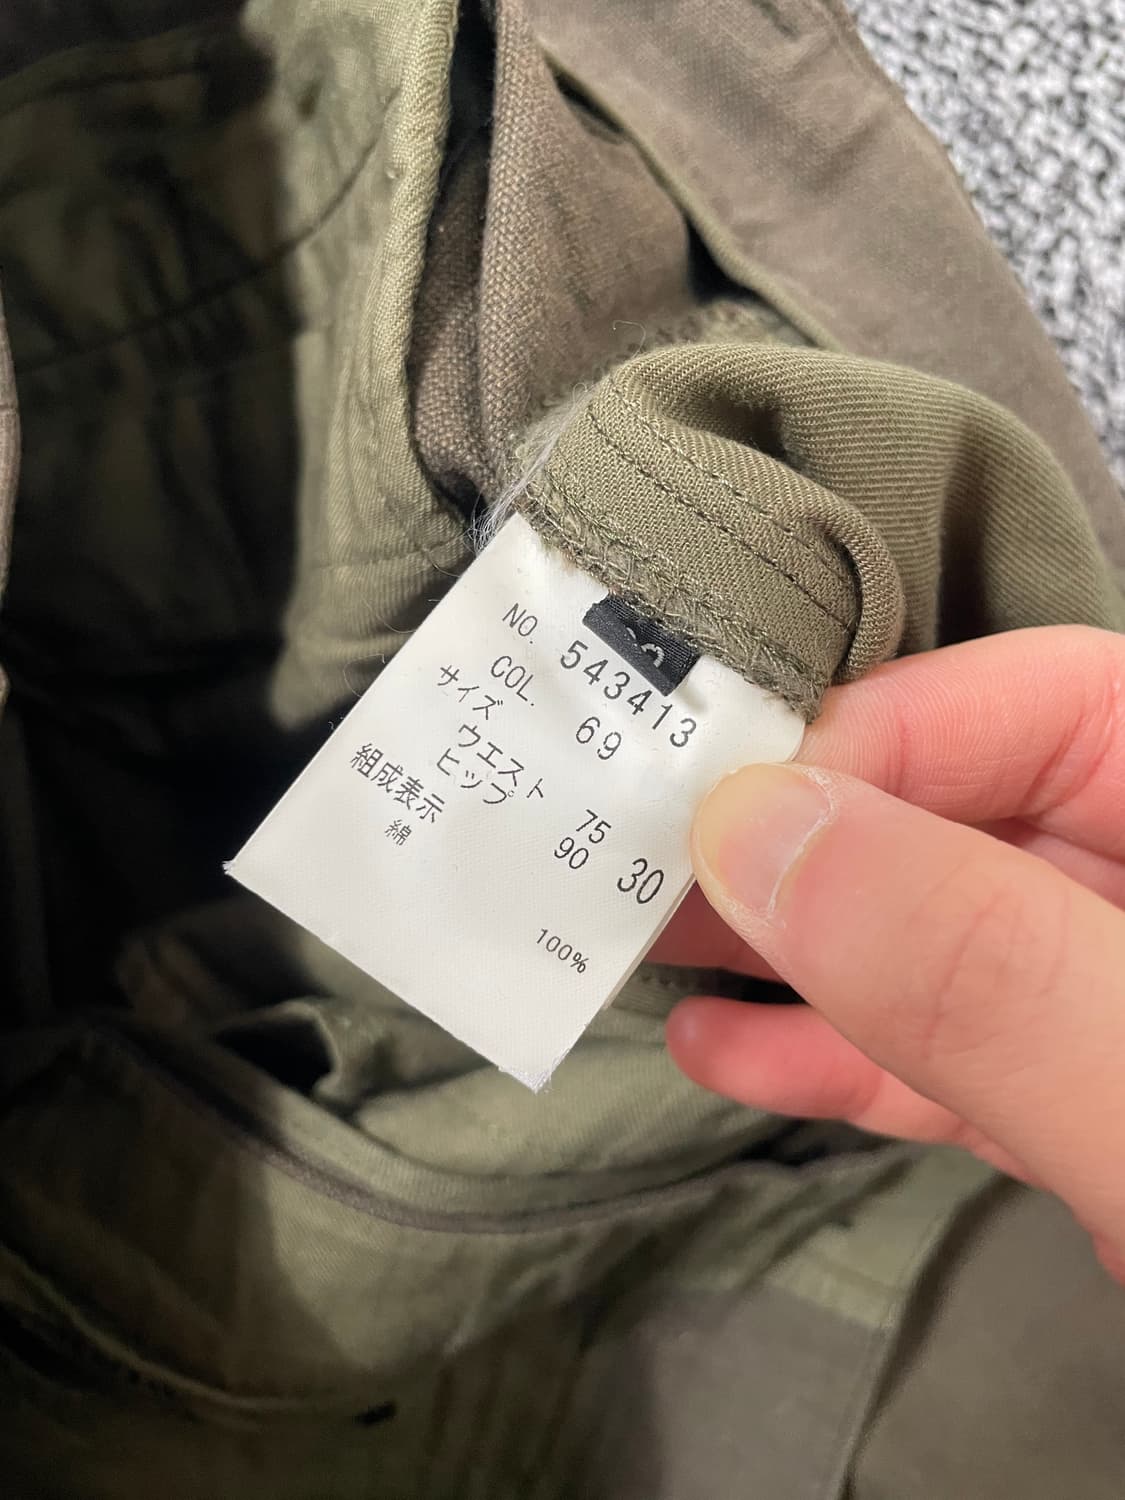 NO. 543413
COL. 69
サイズ 30
ウエスト 75
ヒップ 90
組成表示
綿 100%